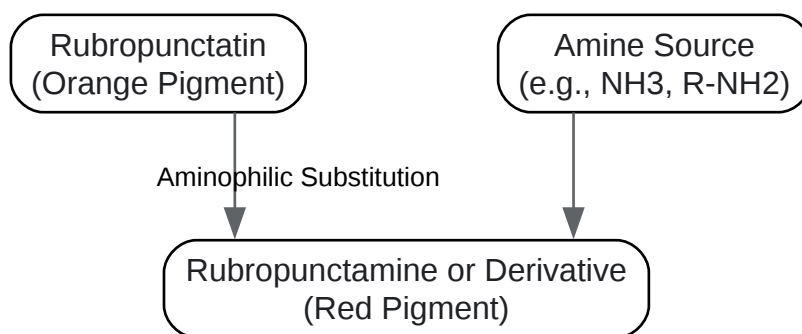 Rubropunctatin
(Orange Pigment)
Amine Source
(e.g., NH3, R-NH2)
Aminophilic Substitution
Rubropunctamine or Derivative
(Red Pigment)